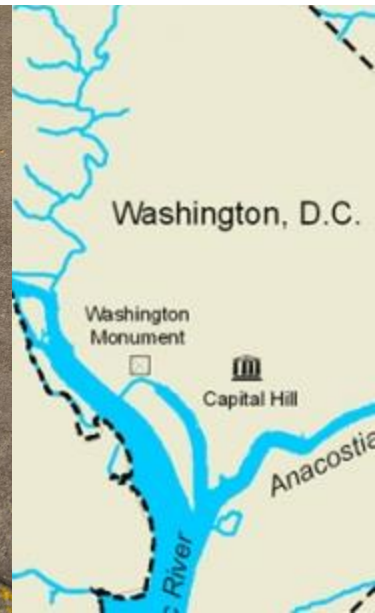 Washington, D.C.
Washington
Monument
Capital Hill
Anacostia
c River